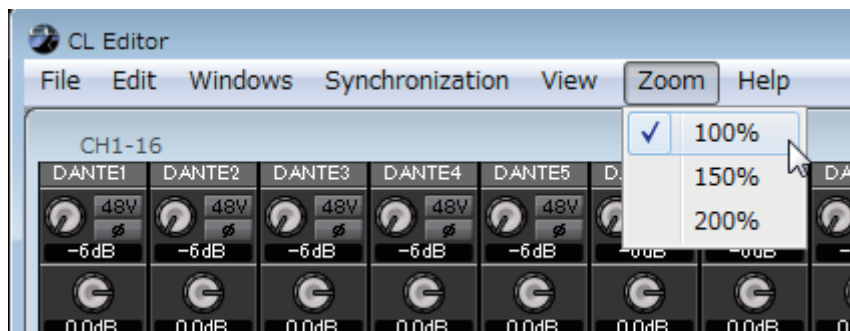 CL Editor
File Edit Windows Synchronization View Zoom Help
100%
150%
200%
CH1-16
DANTE1 DANTE2 DANTE3 DANTE4 DANTE5
48V 48V 48V 48V 48V
ø ø ø ø ø
-6dB -6dB -6dB -6dB -6dB
0.0dB 0.0dB 0.0dB 0.0dB 0.0dB 0.0dB 0.0dB